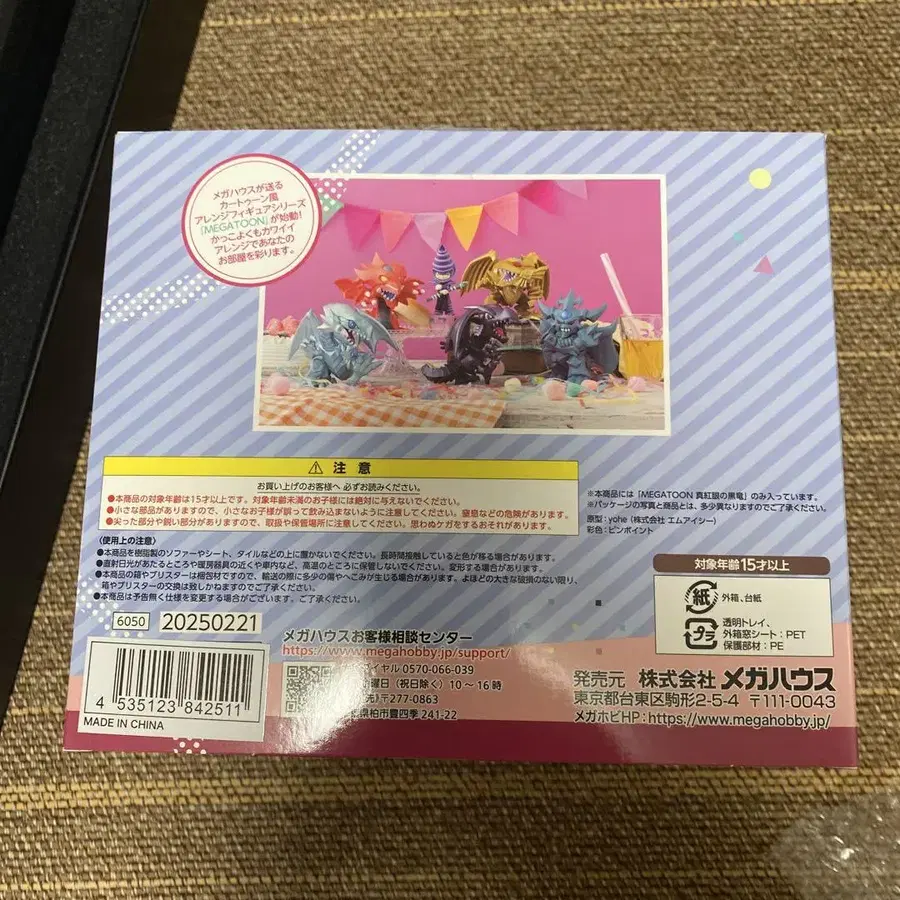 メガハウスが送る
カートゥーン風
アレンジフィギュアシリーズ
「MEGATOON」が始動!
かっこよくもカワイイ
アレンジであなたの
お部屋を彩ります。
⚠ 注意
お買い上げのお客様へ 必ずお読みください。
●本商品の対象年齢は15才以上です。対象年齢未満のお子様には絶対に与えないでください。
●小さな部品がありますので、小さなお子様が誤って飲み込まないように注意してください。窒息などの危険があります。
●尖った部分や鋭い部分がありますので、取扱や保管場所に注意してください。思わぬケガをするおそれがあります。
〈使用上の注意〉
●本商品を樹脂製のソファーやシート、タイルなどの上に置かないでください。長時間接触していると色が移る場合があります。
●直射日光があたるところや暖房器具の近くや車内など、高温のところに保管しないでください。変形する場合があります。
●本商品の箱やブリスターは梱包材ですので、輸送の際に多少の傷やへこみが生じる場合があります。よほどの大きな破損のない限り、
箱やブリスターの交換は致しかねますのでご了承ください。
●本商品は予告無く仕様を変更する場合がございます。ご了承ください。
※本商品には「MEGATOON 真紅眼の黒竜」のみ入っています。
※パッケージの写真と商品とは、多少異なりますのでご了承ください。
原型:yohe (株式会社 エムアイシー)
彩色:ピンポイント
対象年齢15才以上
紙 外箱、台紙
プラ 透明トレイ、
外箱窓シート:PET
保護部材:PE
6050 20250221
4 535123 842511
MADE IN CHINA
メガハウスお客様相談センター
https://www.megahobby.jp/support/
イヤル 0570-066-039
曜日(祝日除く)10〜16時
先)〒277-0863
県柏市豊四季 241-22
発売元 株式会社 メガハウス
東京都台東区駒形2-5-4 〒111-0043
メガホビHP:https://www.megahobby.jp/